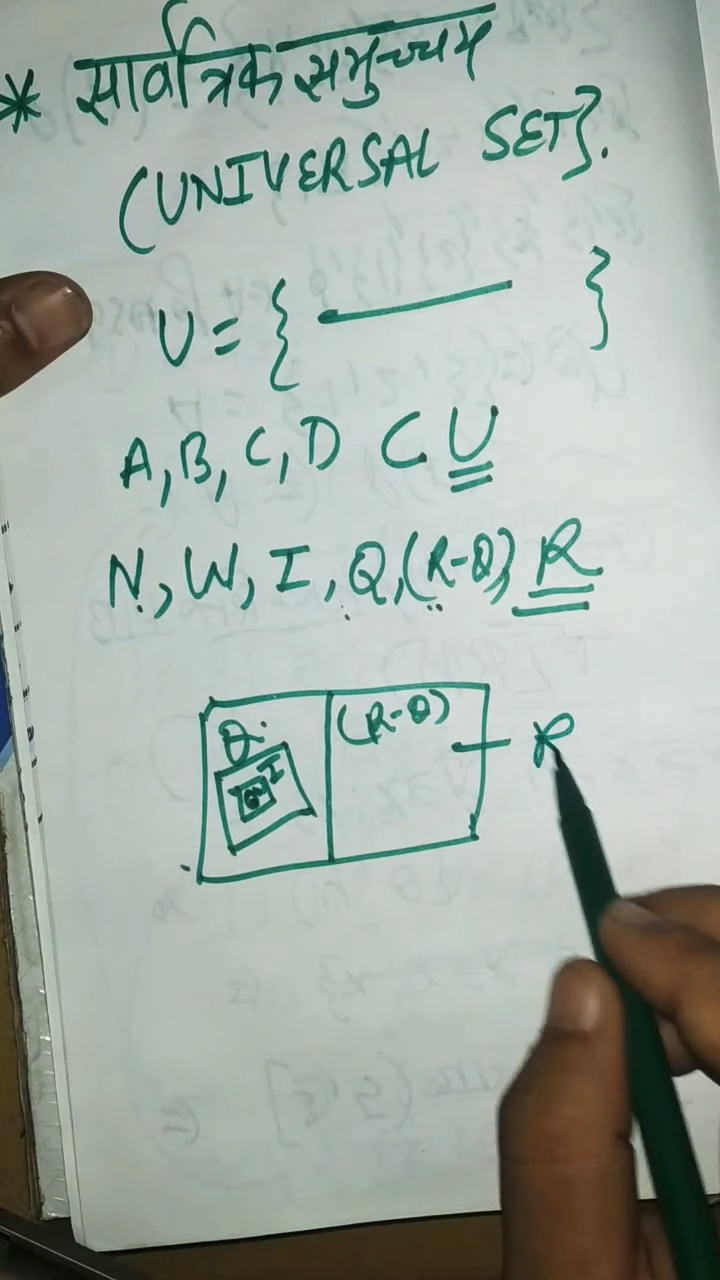 * सार्वत्रिक समुच्चय
(UNIVERSAL SET}.
U = { — }
A, B, C, D ⊂ U
N, W, I, Q, (R-Q), R
Q (R-Q) R
I
W